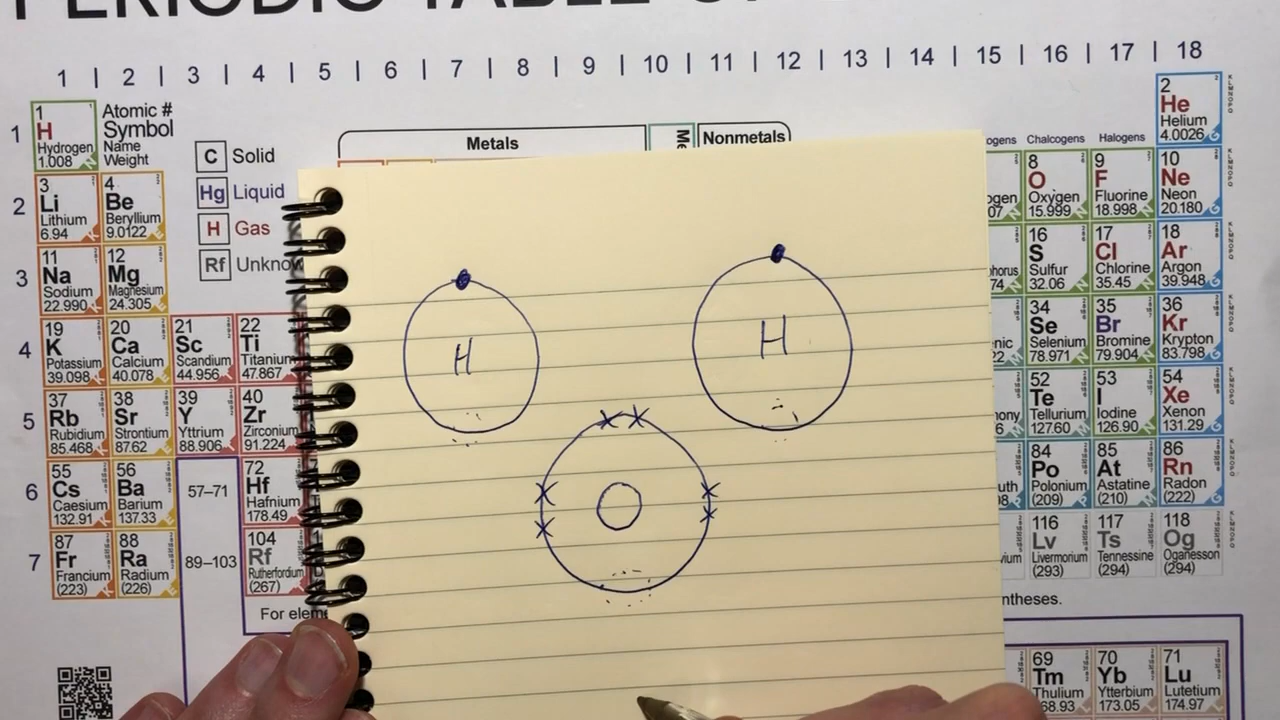 PERIODIC TABLE OF
1 | 2 | 3 | 4 | 5 | 6 | 7 | 8 | 9 | 10 | 11 | 12 | 13 | 14 | 15 | 16 | 17 | 18
1
1
H
Hydrogen
1.008
N
Atomic #
Symbol
Name
Weight
C Solid
Hg Liquid
H Gas
Rf
Metals
Me
Nonmetals
Chalcogens
Halogens
2
He
Helium
4.0026
G
2
3
Li
Lithium
6.94
4
Be
Beryllium
9.0122
8
O
Oxygen
15.999
N
9
F
Fluorine
18.998
N
10
Ne
Neon
20.180
G
3
11
Na
Sodium
22.990
12
Mg
Magnesium
24.305
16
S
Sulfur
32.06
N
17
Cl
Chlorine
35.45
N
18
Ar
Argon
39.948
G
4
19
K
Potassium
39.098
20
Ca
Calcium
40.078
21
Sc
Scandium
44.956
22
Ti
Titanium
47.867
34
Se
Selenium
78.971
N
35
Br
Bromine
79.904
N
36
Kr
Krypton
83.798
G
5
37
Rb
Rubidium
85.468
38
Sr
Strontium
87.62
39
Y
Yttrium
88.906
40
Zr
Zirconium
91.224
52
Te
Tellurium
127.60
53
I
Iodine
126.90
N
54
Xe
Xenon
131.29
G
6
55
Cs
Caesium
132.91
56
Ba
Barium
137.33
57–71
72
Hf
Hafnium
178.49
84
Po
Polonium
(209)
85
At
Astatine
(210)
86
Rn
Radon
(222)
G
7
87
Fr
Francium
(223)
88
Ra
Radium
(226)
89–103
104
Rf
Rutherfordium
(267)
116
Lv
Livermorium
(293)
117
Ts
Tennessine
(294)
118
Og
Oganesson
(294)
For
69
Tm
Thulium
168.93
70
Yb
Ytterbium
173.05
71
Lu
Lutetium
174.97
H
H
O